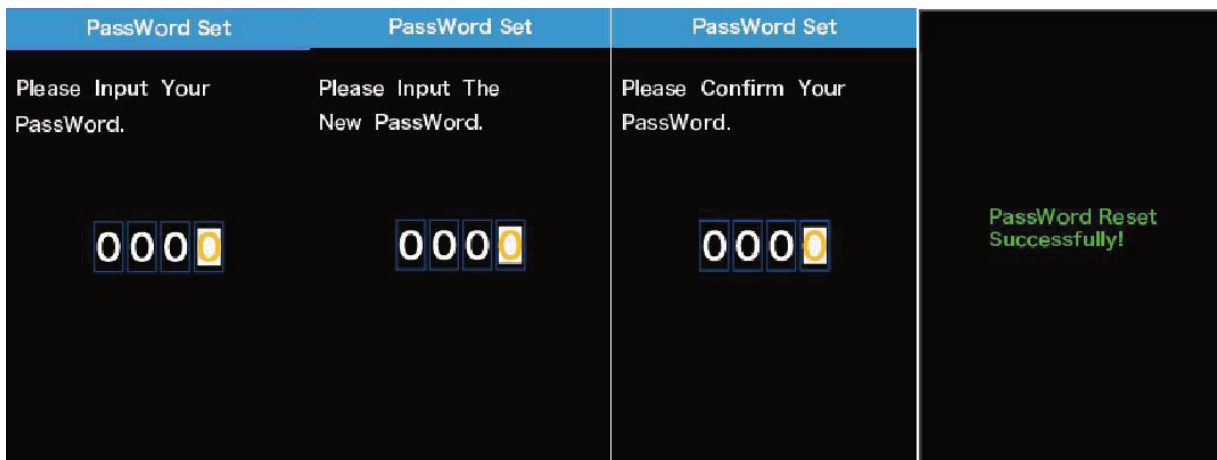 PassWord Set
Please Input Your
PassWord.
0000
PassWord Set
Please Input The
New PassWord.
0000
PassWord Set
Please Confirm Your
PassWord.
0000
PassWord Reset
Successfully!